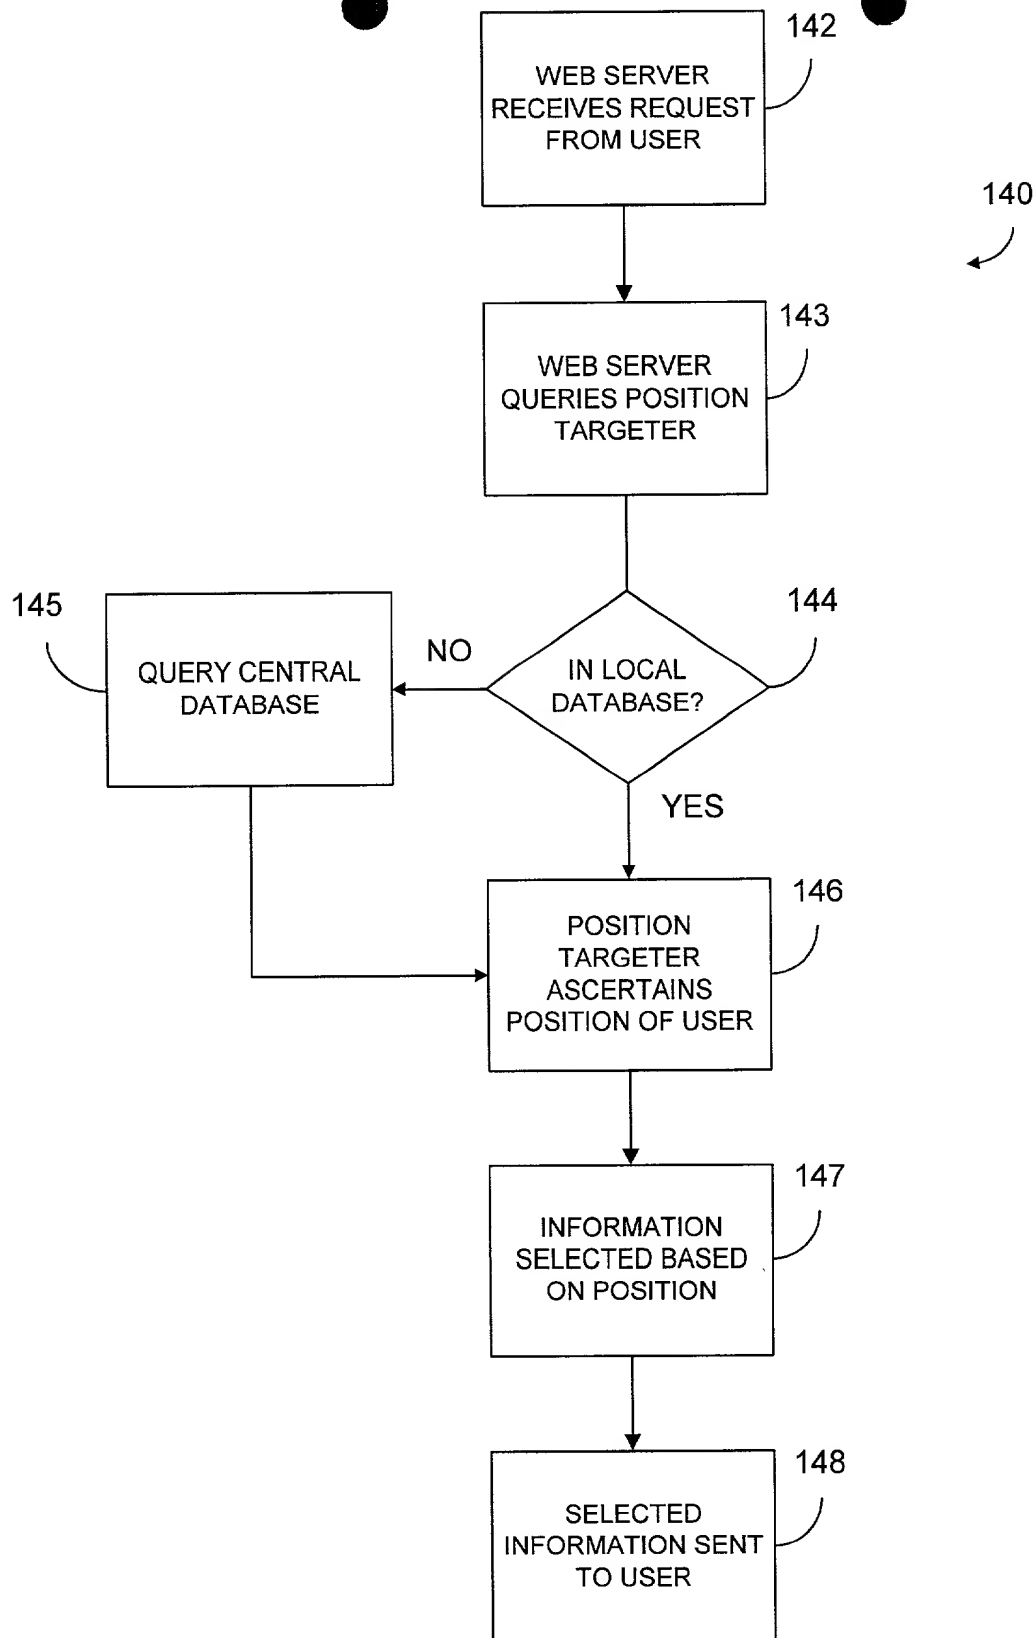 142
WEB SERVER
RECEIVES REQUEST
FROM USER
140
143
WEB SERVER
QUERIES POSITION
TARGETER
145
144
QUERY CENTRAL
DATABASE
NO
IN LOCAL
DATABASE?
YES
146
POSITION
TARGETER
ASCERTAINS
POSITION OF USER
147
INFORMATION
SELECTED BASED
ON POSITION
148
SELECTED
INFORMATION SENT
TO USER